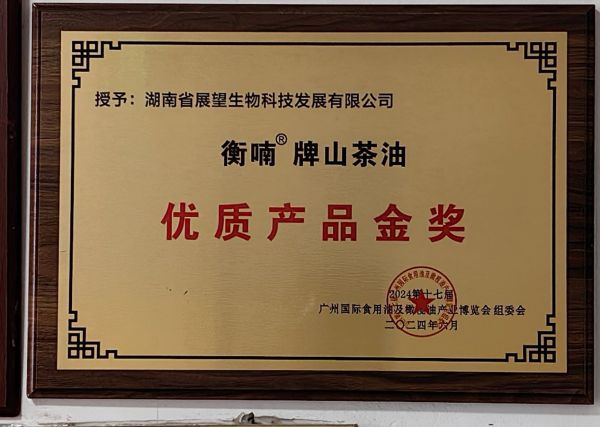 授予：湖南省展望生物科技发展有限公司
衡喃®牌山茶油
优质产品金奖
2024第十七届
广州国际食用油及橄榄油产业博览会 组委会
二〇二四年六月